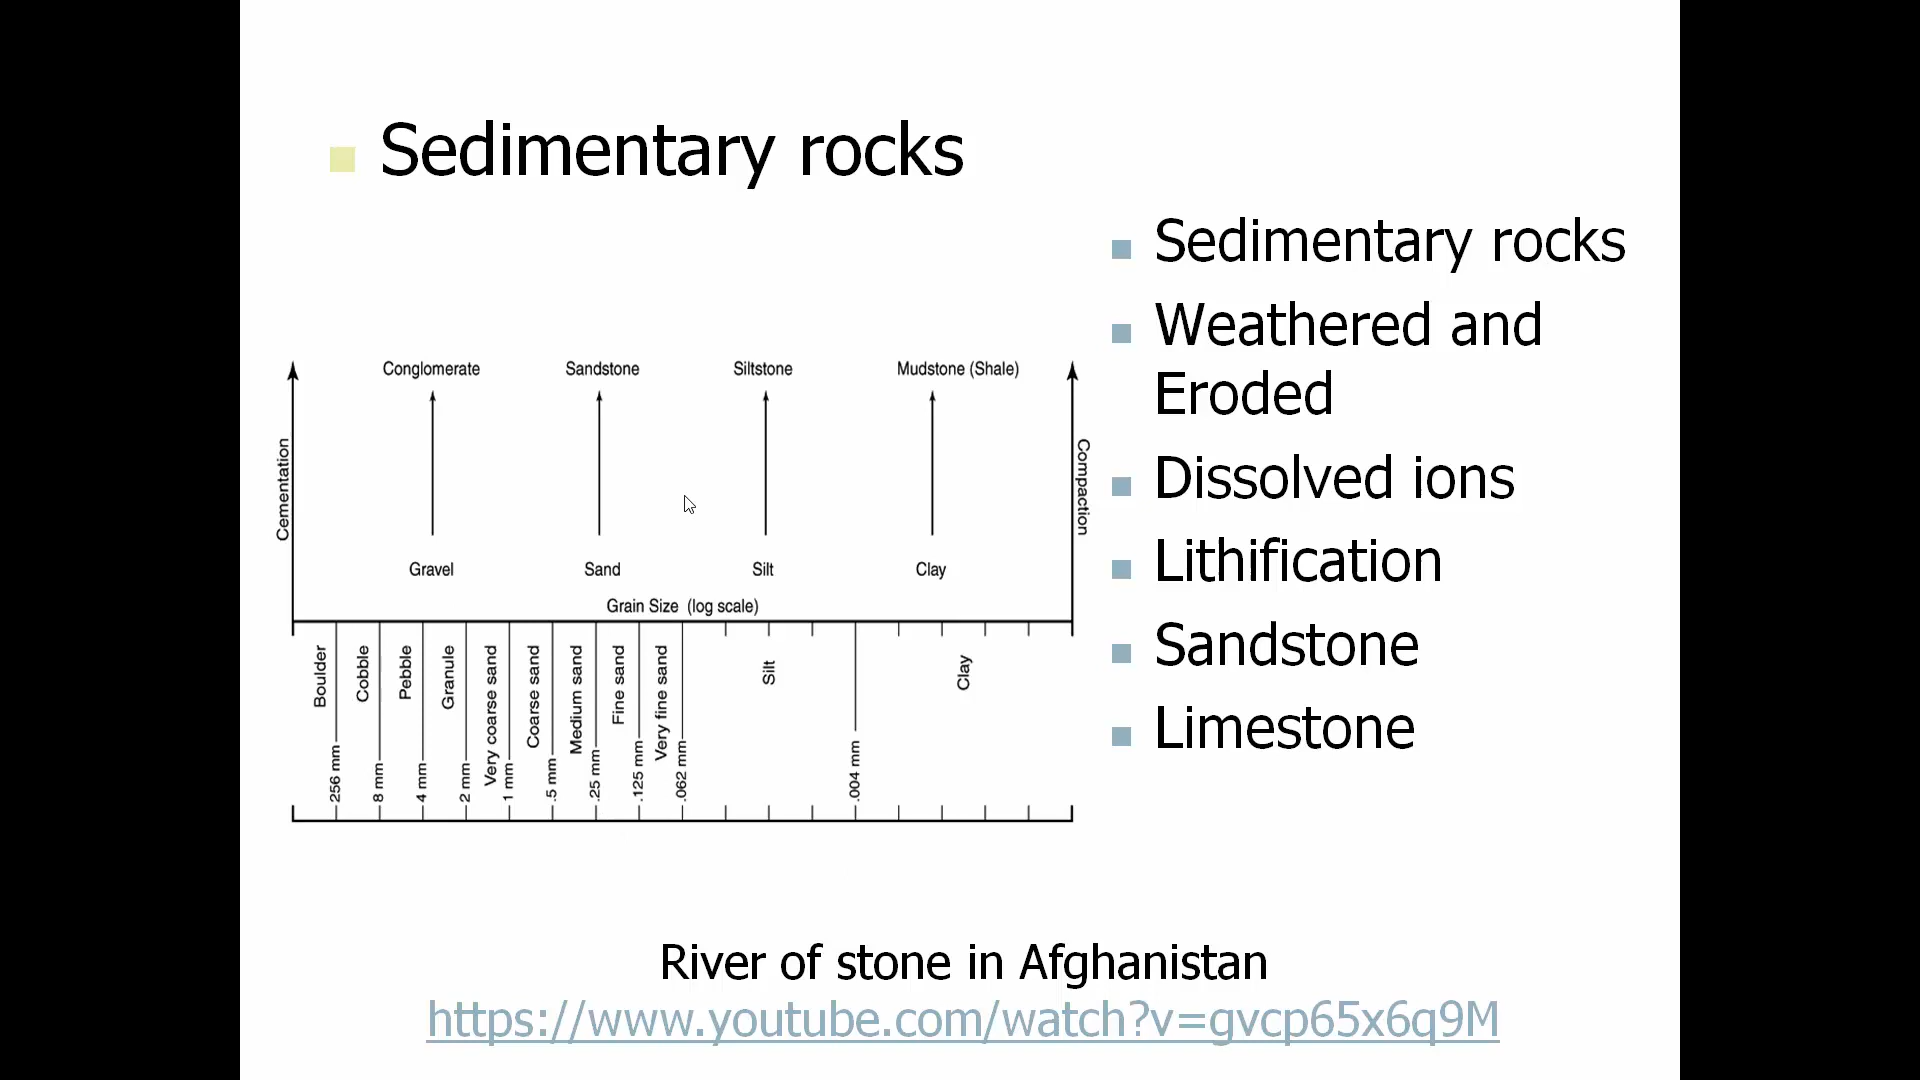 Sedimentary rocks
Sedimentary rocks
Weathered and
Eroded
Dissolved ions
Lithification
Sandstone
Limestone
Conglomerate Sandstone Siltstone Mudstone (Shale)
Cementation
Compaction
Gravel Sand Silt Clay
Grain Size (log scale)
Boulder
Cobble
Pebble
Granule
Very coarse sand
Coarse sand
Medium sand
Fine sand
Very fine sand
Silt
Clay
256 mm
8 mm
4 mm
2 mm
1 mm
.5 mm
.25 mm
.125 mm
.062 mm
.004 mm
River of stone in Afghanistan
https://www.youtube.com/watch?v=gvcp65x6q9M